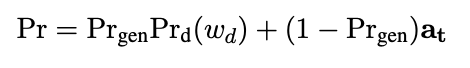 Pr = Pr_gen Pr_d(w_d) + (1 − Pr_gen)a_t